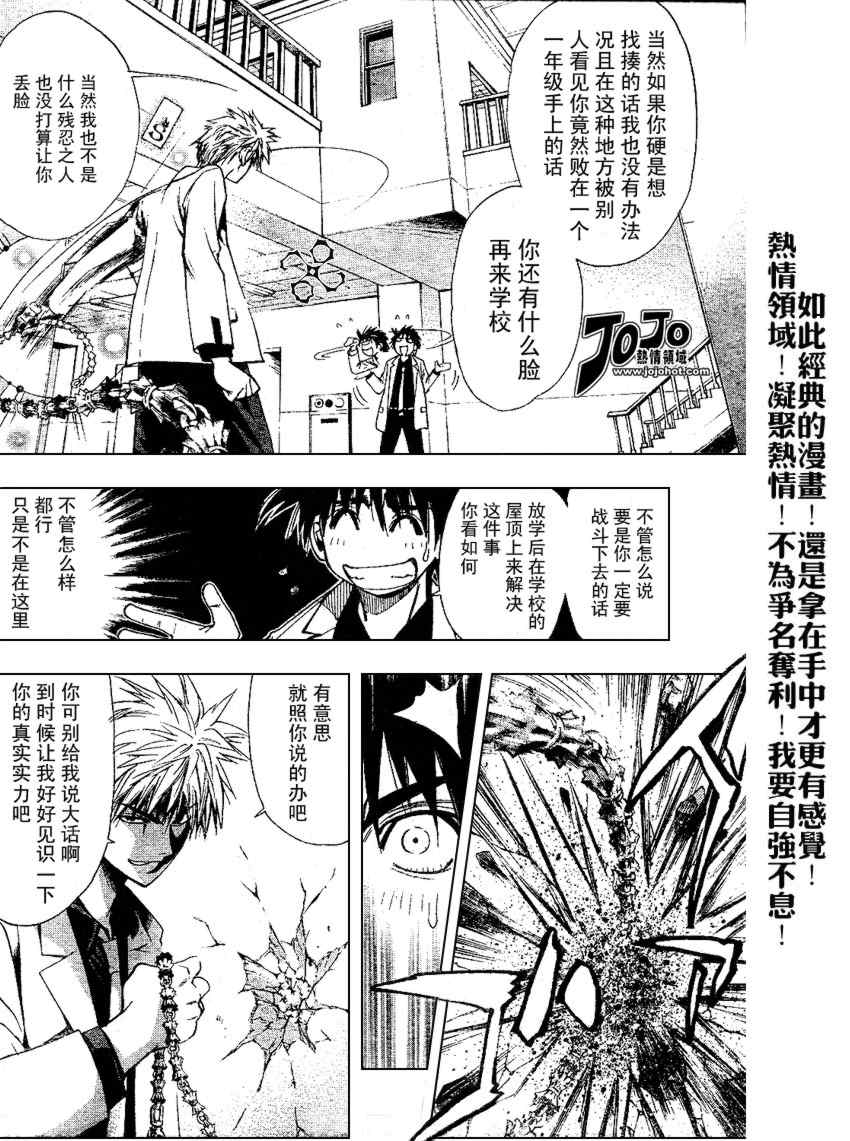 当然如果你硬是想
找揍的话我也没有办法
况且在这种地方被别
人看见你竟然败在一个
一年级手上的话
你还有什么脸
再来学校
当然我也不是
什么残忍之人
也没打算让你
丢脸
JOJO
熱情領域
www.jojohot.com
不管怎么说
要是你一定要
战斗下去的话
放学后在学校的
屋顶上来解决
这件事
你看如何
不管怎么样
都行
只是不是在这里
有意思
就照你说的办吧
你可别给我说大话啊
到时候让我好好见识一下
你的真实实力吧
如此經典的漫畫！還是拿在手中才更有感覺！
熱情領域！凝聚熱情！不為爭名奪利！我要自強不息！